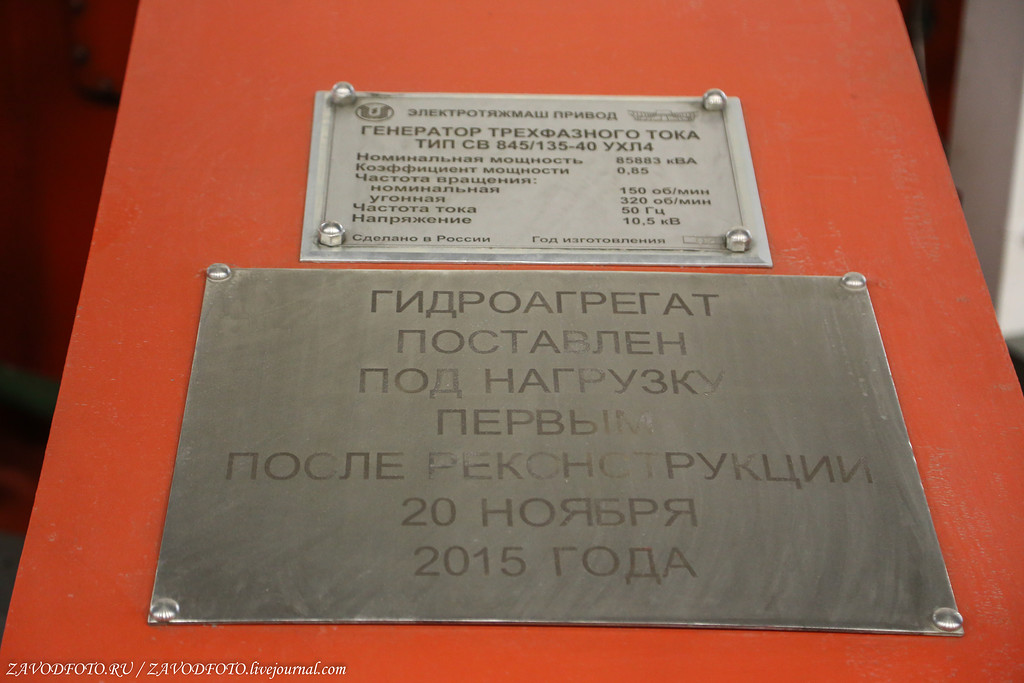 ЭЛЕКТРОТЯЖМАШ ПРИВОД
ГЕНЕРАТОР ТРЕХФАЗНОГО ТОКА
ТИП СВ 845/135-40 УХЛ4
Номинальная мощность 85883 кВА
Коэффициент мощности 0,85
Частота вращения:
номинальная 150 об/мин
угонная 320 об/мин
Частота тока 50 Гц
Напряжение 10,5 кВ
Сделано в России Год изготовления
ГИДРОАГРЕГАТ
ПОСТАВЛЕН
ПОД НАГРУЗКУ
ПЕРВЫМ
ПОСЛЕ РЕКОНСТРУКЦИИ
20 НОЯБРЯ
2015 ГОДА
ZAVODFOTO.RU / ZAVODFOTO.livejournal.com